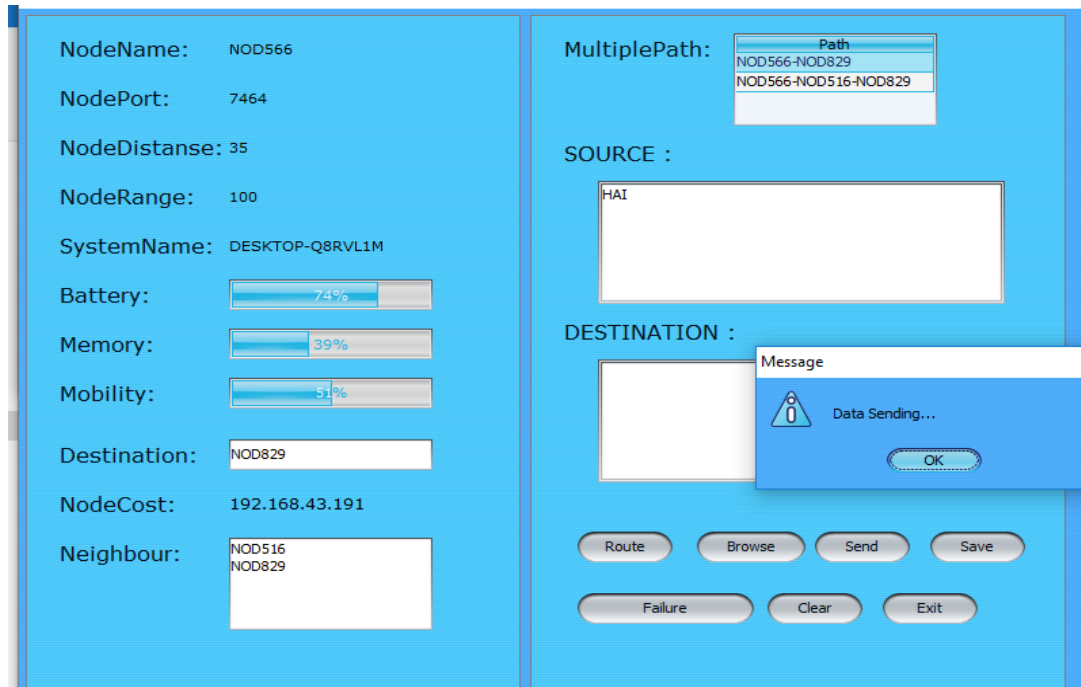 NodeName: NOD566
NodePort: 7464
NodeDistanse: 35
NodeRange: 100
SystemName: DESKTOP-Q8RVL1M
Battery: 74%
Memory: 39%
Mobility: 51%
Destination: NOD829
NodeCost: 192.168.43.191
Neighbour: NOD516
NOD829
MultiplePath:
Path
NOD566-NOD829
NOD566-NOD516-NOD829
SOURCE :
HAI
DESTINATION :
Message
Data Sending...
OK
Route Browse Send Save
Failure Clear Exit